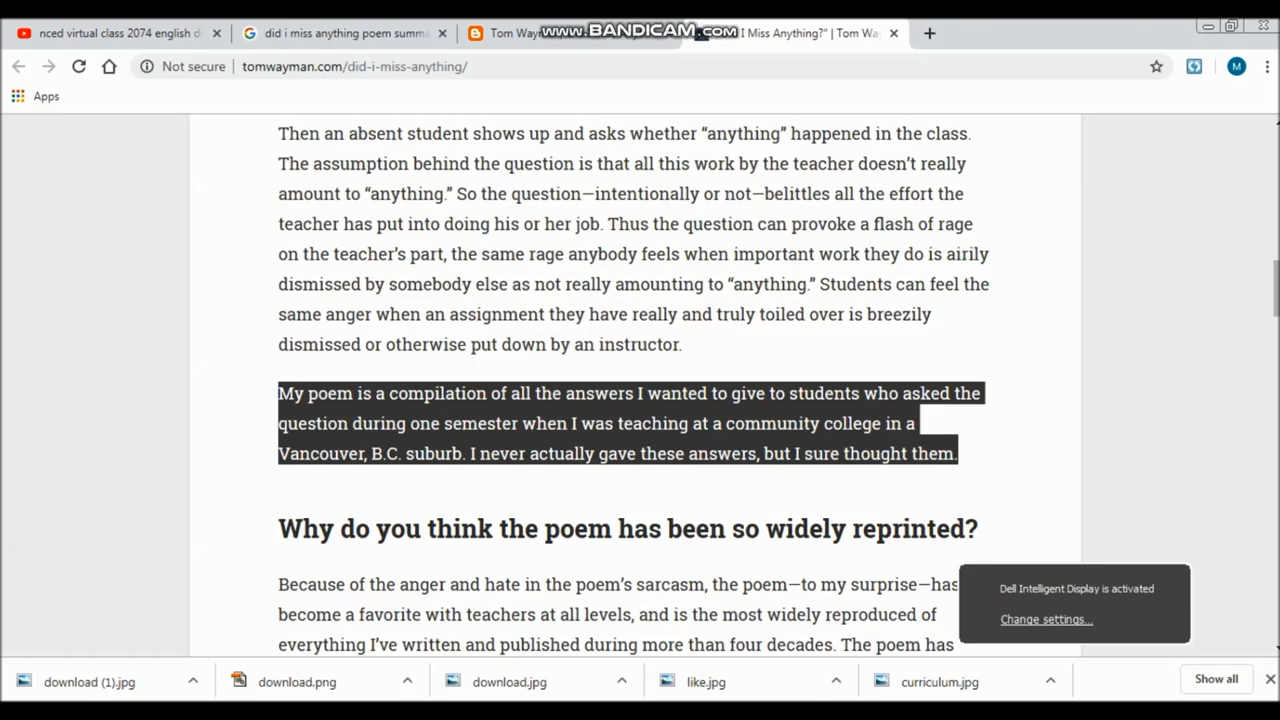 nced virtual class 2074 english d
did i miss anything poem summa
Tom Way
www.BANDICAM.com
I Miss Anything?" | Tom Wa
Not secure
tomwayman.com/did-i-miss-anything/
M
Apps
Then an absent student shows up and asks whether “anything” happened in the class.
The assumption behind the question is that all this work by the teacher doesn’t really
amount to “anything.” So the question—intentionally or not—belittles all the effort the
teacher has put into doing his or her job. Thus the question can provoke a flash of rage
on the teacher’s part, the same rage anybody feels when important work they do is airily
dismissed by somebody else as not really amounting to “anything.” Students can feel the
same anger when an assignment they have really and truly toiled over is breezily
dismissed or otherwise put down by an instructor.
My poem is a compilation of all the answers I wanted to give to students who asked the
question during one semester when I was teaching at a community college in a
Vancouver, B.C. suburb. I never actually gave these answers, but I sure thought them.
Why do you think the poem has been so widely reprinted?
Because of the anger and hate in the poem’s sarcasm, the poem—to my surprise—has
become a favorite with teachers at all levels, and is the most widely reproduced of
everything I’ve written and published during more than four decades. The poem has
Dell Intelligent Display is activated
Change settings...
download (1).jpg
download.png
download.jpg
like.jpg
curriculum.jpg
Show all